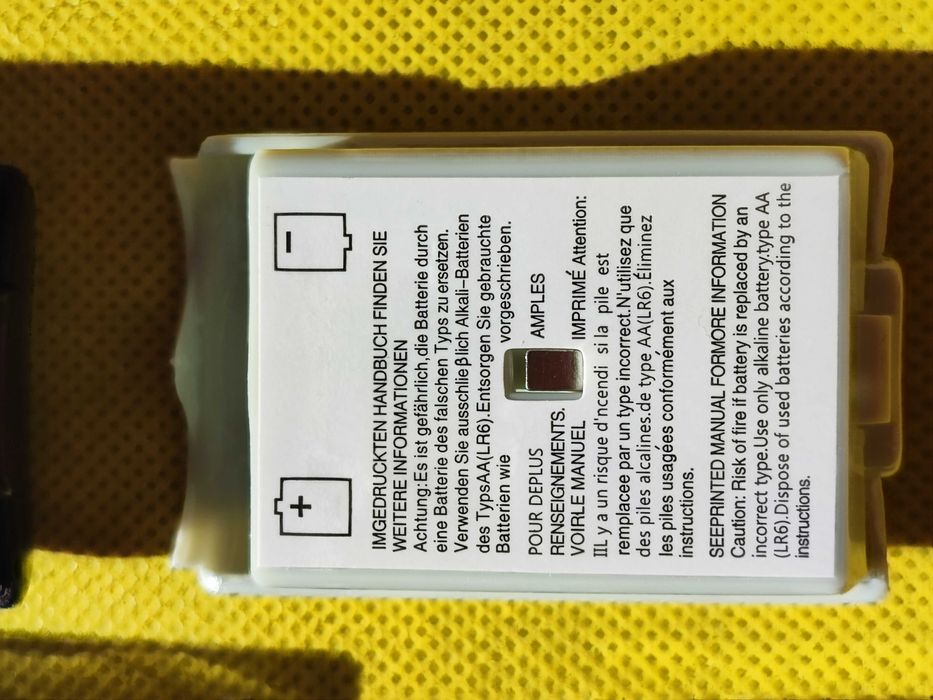 IMGEDRUCKTEN HANDBUCH FINDEN SIE
WEITERE INFORMATIONEN
Achtung:Es ist gefährlich,die Batterie durch
eine Batterie des falschen Typs zu ersetzen.
Verwenden Sie ausschlieβlich Alkali–Batterien
des TypsAA(LR6).Entsorgen Sie gebrauchte
Batterien wie vorgeschrieben.
POUR DEPLUS AMPLES
RENSEIGNEMENTS.
VOIRLE MANUEL IMPRIMÉ Attention:
III. y a un risque d'ncendi si la pile est
remplacee par un type incorrect.N'utilisez que
des piles alcalines.de type AA(LR6).Éliminez
les piles usagées conformément aux
instructions.
SEEPRINTED MANUAL FORMORE INFORMATION
Caution: Risk of fire if battery is replaced by an
incorrect type.Use only alkaline battery.type AA
(LR6).Dispose of used batteries according to the
instructions.